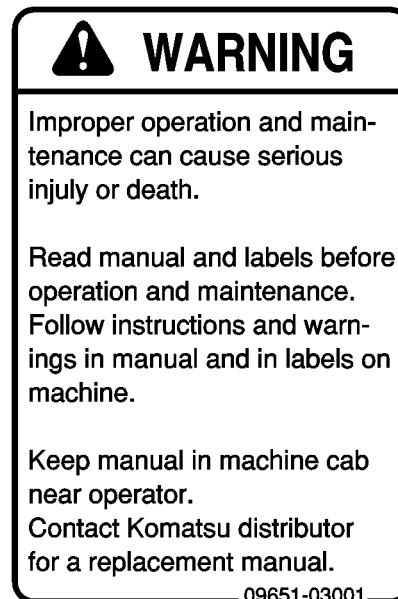 WARNING
Improper operation and main-
tenance can cause serious
injuly or death.
Read manual and labels before
operation and maintenance.
Follow instructions and warn-
ings in manual and in labels on
machine.
Keep manual in machine cab
near operator.
Contact Komatsu distributor
for a replacement manual.
09651-03001